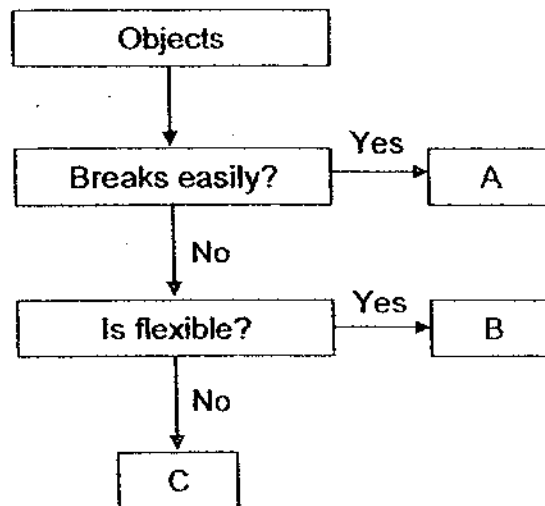 Objects
Breaks easily?
Yes
A
No
Is flexible?
Yes
B
No
C